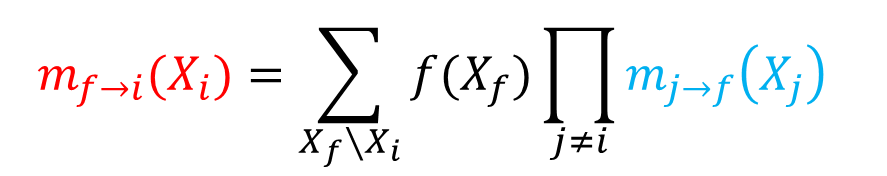 m_{f→i}(X_i) = ∑_{X_f\X_i} f(X_f) ∏_{j≠i} m_{j→f}(X_j)